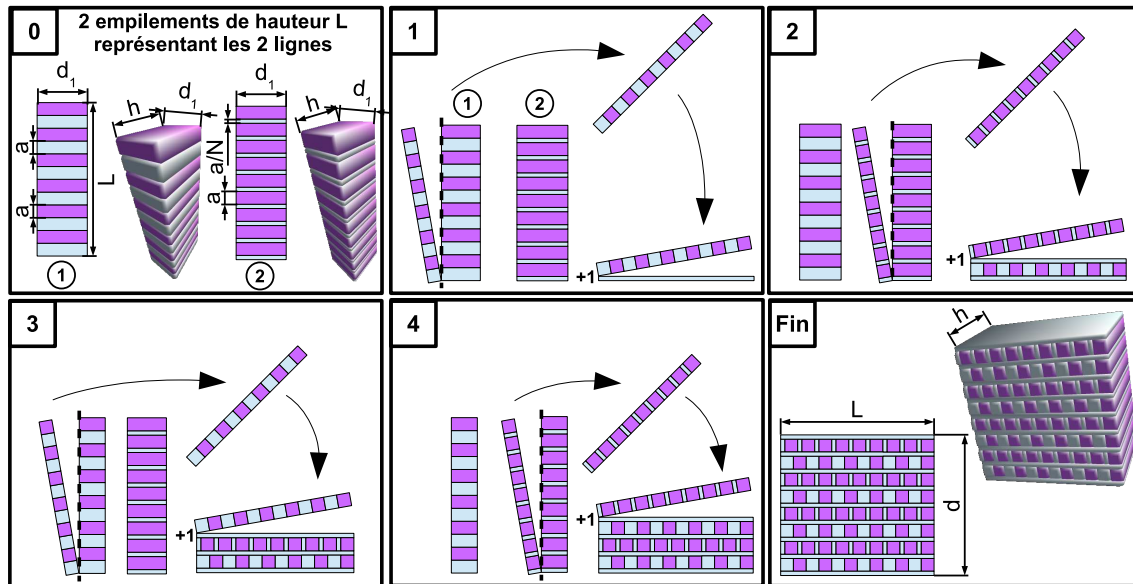 0
2 empilements de hauteur L
représentant les 2 lignes
d1
h
d1
d1
h
d1
a
a
L
a/N
a
1
2
1
1
2
+1
2
+1
3
+1
4
+1
Fin
h
L
d